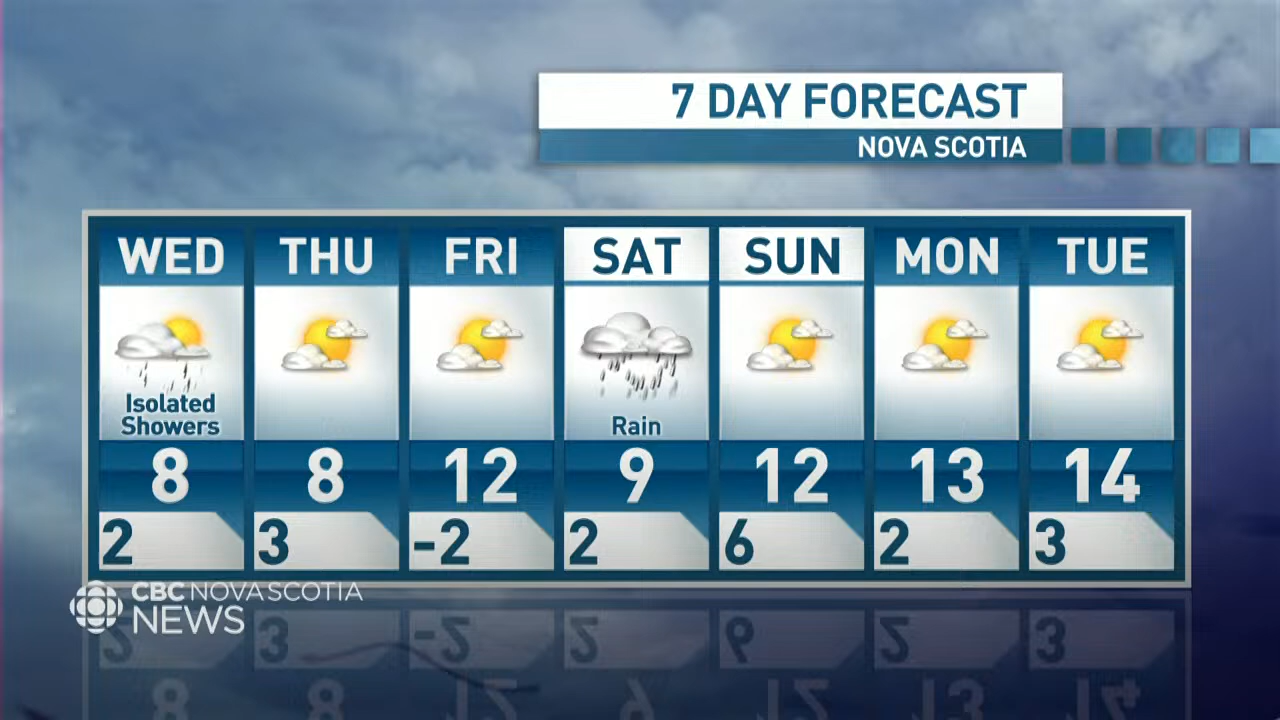 7 DAY FORECAST
NOVA SCOTIA
WED THU FRI SAT SUN MON TUE
Isolated
Showers
Rain
8 8 12 9 12 13 14
2 3 -2 2 6 2 3
CBC NOVA SCOTIA
NEWS